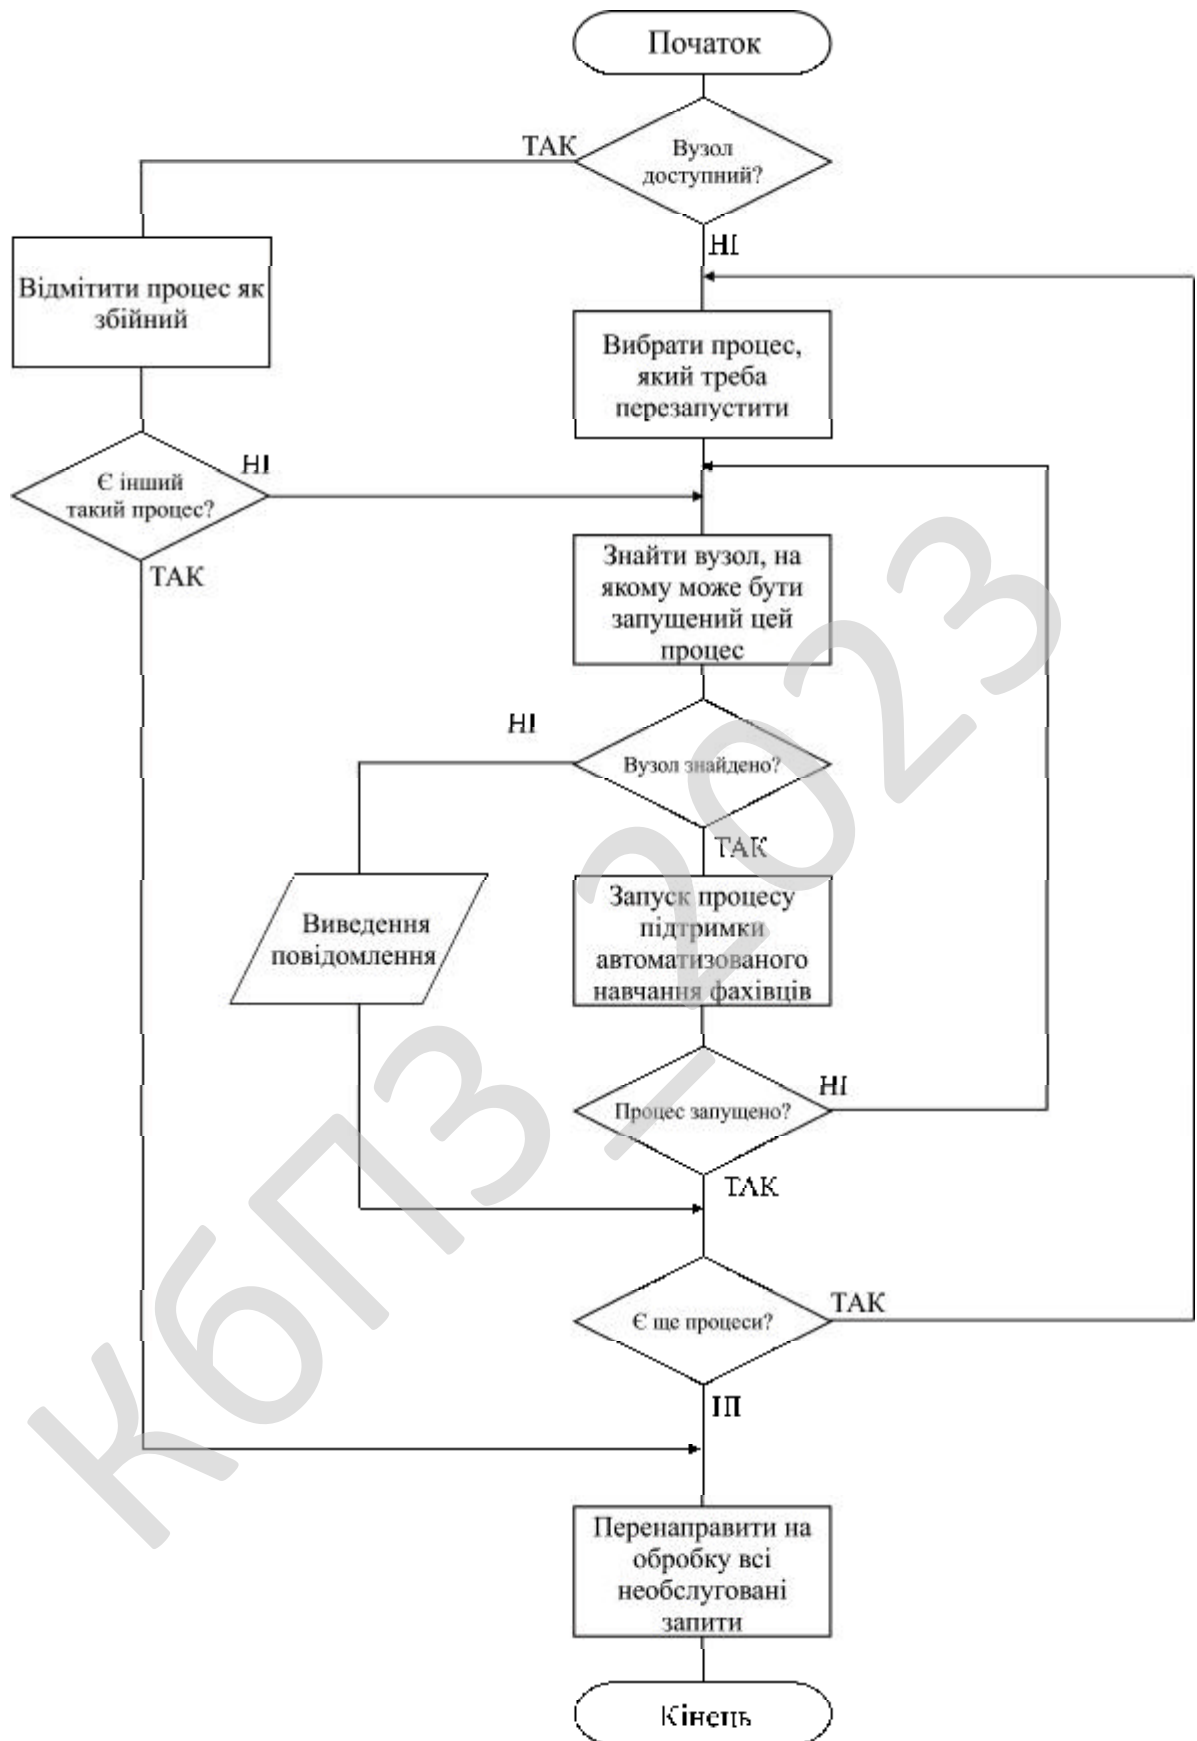 Початок
ТАК
Вузол
доступний?
НІ
Відмітити процес як
збійний
Вибрати процес,
який треба
перезапустити
Є інший
такий процес?
НІ
ТАК
Знайти вузол, на
якому може бути
запущений цей
процес
НІ
Вузол знайдено?
ТАК
Виведення
повідомлення
Запуск процесу
підтримки
автоматизованого
навчання фахівців
Процес запущено?
НІ
ТАК
Є ще процеси?
ТАК
НІ
Перенаправити на
обробку всі
необслуговані
запити
Кінець
КбПЗ_2023